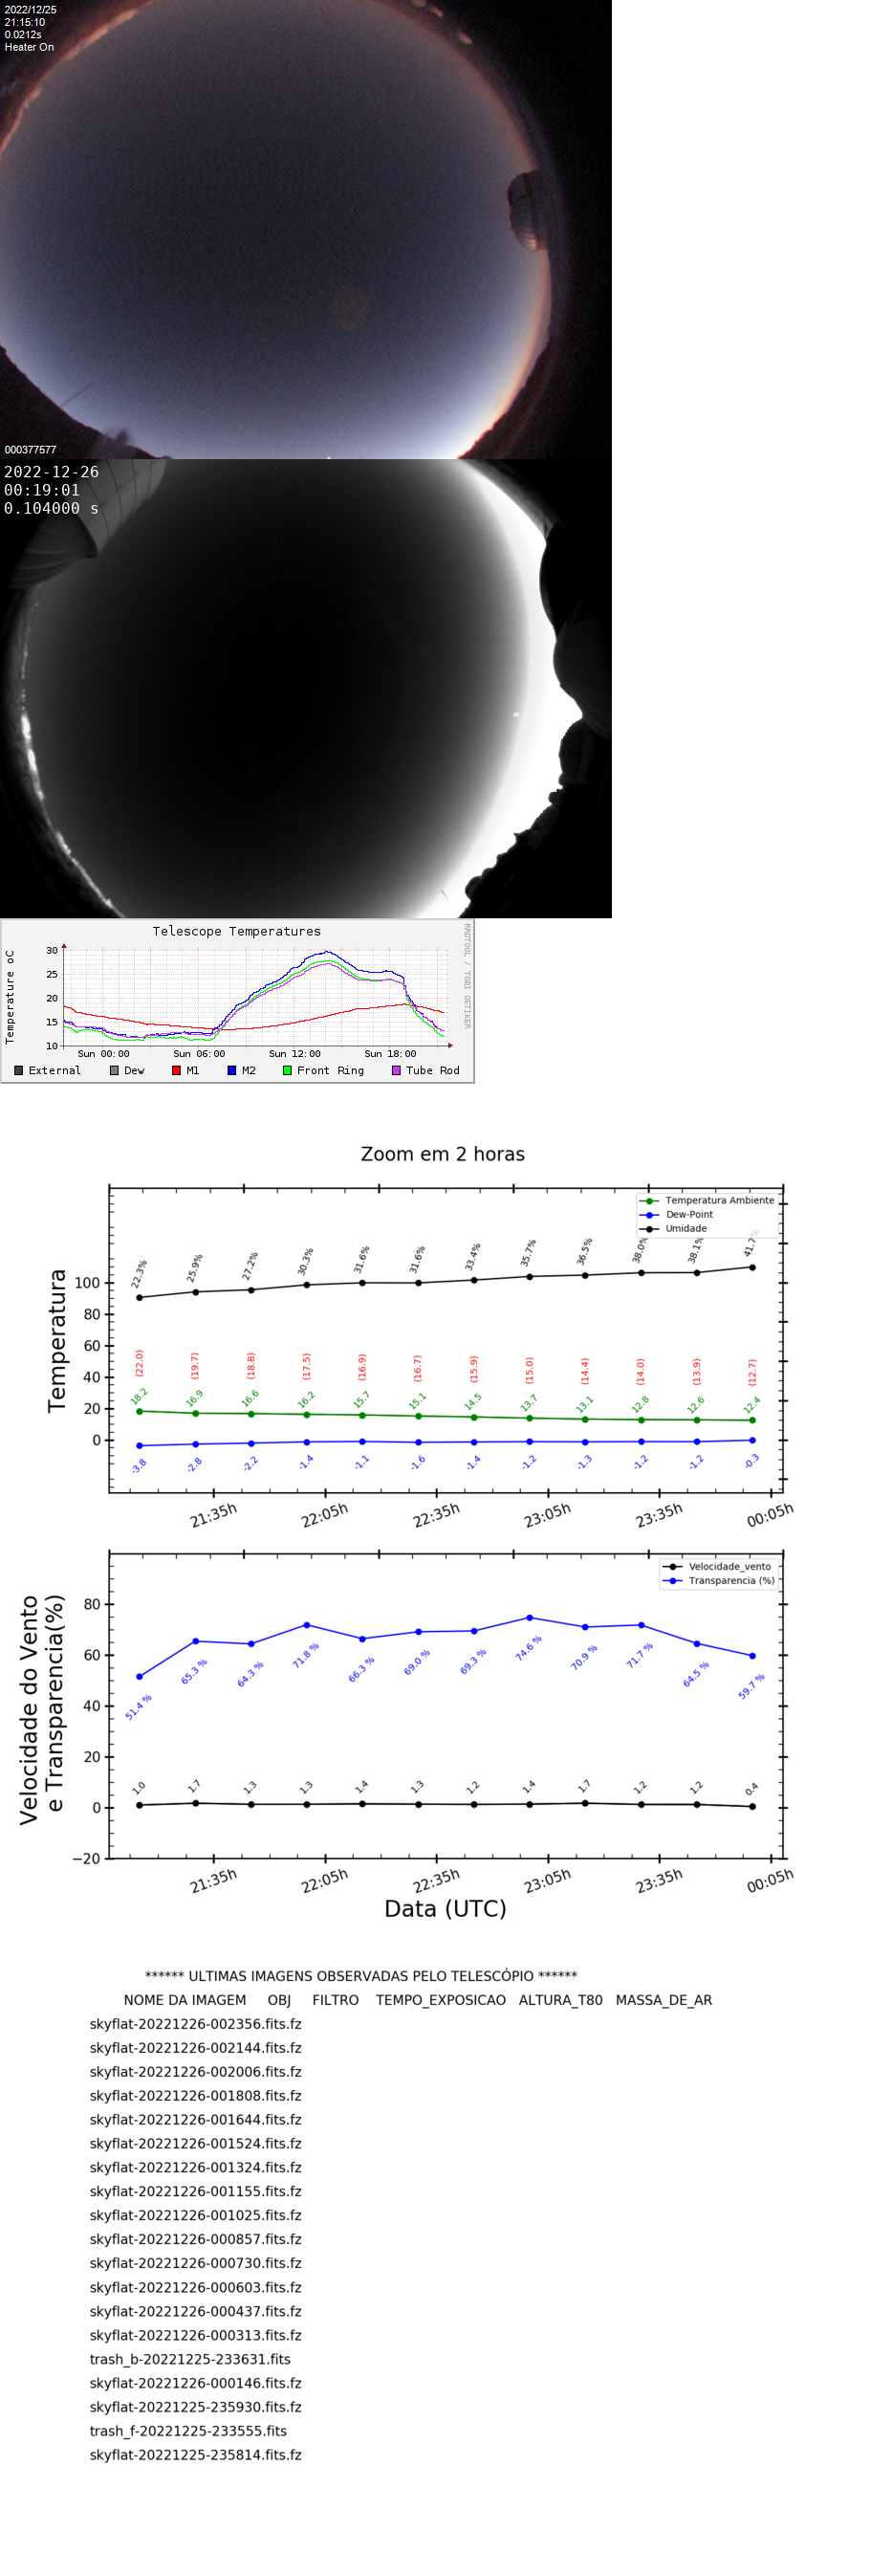 2022/12/25
21:15:10
0.0212s
Heater On
000377577
2022-12-26
00:19:01
0.104000 s
Telescope Temperatures
RRDTOOL / TOBI OETIKER
Temperature oC
30
25
20
15
10
Sun 00:00 Sun 06:00 Sun 12:00 Sun 18:00
External Dew M1 M2 Front Ring Tube Rod
Zoom em 2 horas
Temperatura Ambiente
Dew-Point
Umidade
Temperatura
100
80
60
40
20
0
22.3% 25.9% 27.2% 30.3% 31.6% 31.6% 33.4% 35.7% 36.5% 38.0% 38.1% 41.7%
(22.0) (19.7) (18.8) (17.5) (16.9) (16.7) (15.9) (15.0) (14.4) (14.0) (13.9) (12.7)
18.2 16.9 16.6 16.2 15.7 15.1 14.5 13.7 13.1 12.8 12.6 12.4
-3.8 -2.8 -2.2 -1.4 -1.1 -1.6 -1.4 -1.2 -1.3 -1.2 -1.2 -0.3
21:35h 22:05h 22:35h 23:05h 23:35h 00:05h
Velocidade_vento
Transparencia (%)
Velocidade do Vento
e Transparencia(%)
80
60
40
20
0
−20
51.4 % 65.3 % 64.3 % 71.8 % 66.3 % 69.0 % 69.3 % 74.6 % 70.9 % 71.7 % 64.5 % 59.7 %
1.0 1.7 1.3 1.3 1.4 1.3 1.2 1.4 1.7 1.2 1.2 0.4
21:35h 22:05h 22:35h 23:05h 23:35h 00:05h
Data (UTC)
****** ULTIMAS IMAGENS OBSERVADAS PELO TELESCÓPIO ******
NOME DA IMAGEM OBJ FILTRO TEMPO_EXPOSICAO ALTURA_T80 MASSA_DE_AR
skyflat-20221226-002356.fits.fz
skyflat-20221226-002144.fits.fz
skyflat-20221226-002006.fits.fz
skyflat-20221226-001808.fits.fz
skyflat-20221226-001644.fits.fz
skyflat-20221226-001524.fits.fz
skyflat-20221226-001324.fits.fz
skyflat-20221226-001155.fits.fz
skyflat-20221226-001025.fits.fz
skyflat-20221226-000857.fits.fz
skyflat-20221226-000730.fits.fz
skyflat-20221226-000603.fits.fz
skyflat-20221226-000437.fits.fz
skyflat-20221226-000313.fits.fz
trash_b-20221225-233631.fits
skyflat-20221226-000146.fits.fz
skyflat-20221225-235930.fits.fz
trash_f-20221225-233555.fits
skyflat-20221225-235814.fits.fz